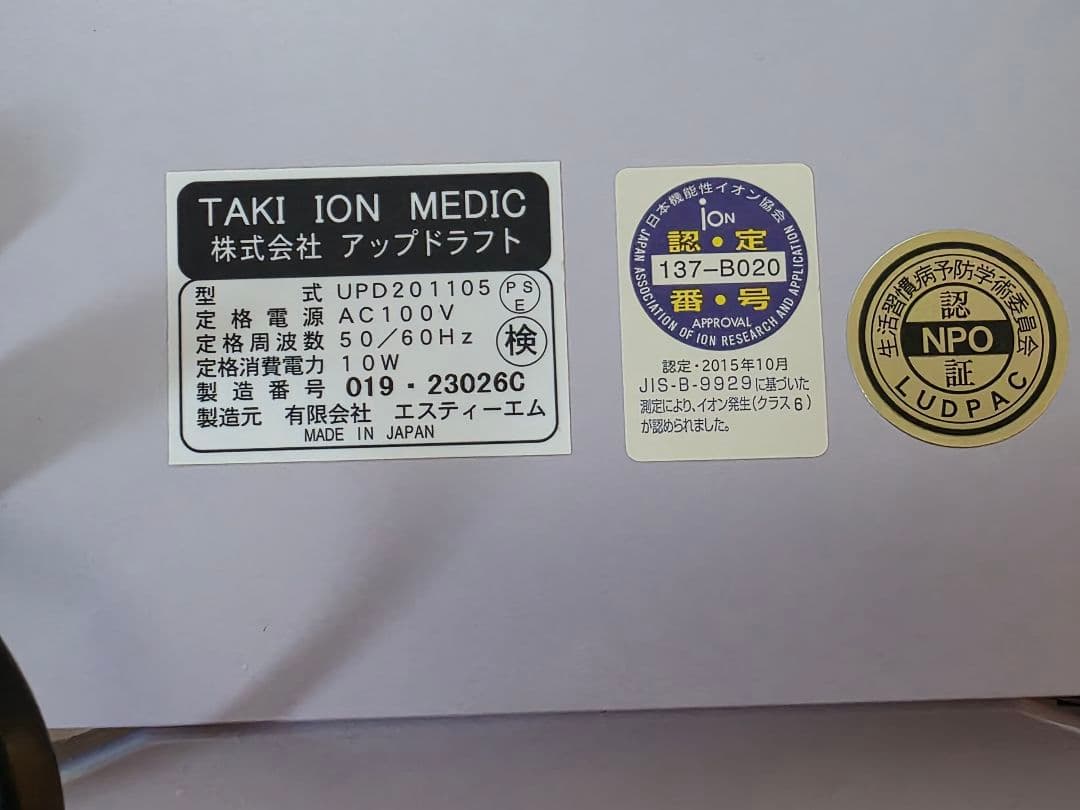 TAKI ION MEDIC
株式会社 アップドラフト
型 式 UPD201105 PSE
定格電源 AC100V
定格周波数 50/60Hz 検
定格消費電力 10W
製造番号 019・23026C
製造元 有限会社 エスティーエム
MADE IN JAPAN
日本機能性イオン協会
iON
認・定
137-B020
番・号
APPROVAL
JAPAN ASSOCIATION OF ION RESEARCH AND APPLICATION
認定・2015年10月
JIS-B-9929に基づいた
測定により、イオン発生(クラス6)
が認められました。
生活習慣病予防学術委員会
認
NPO
証
LUDPAC